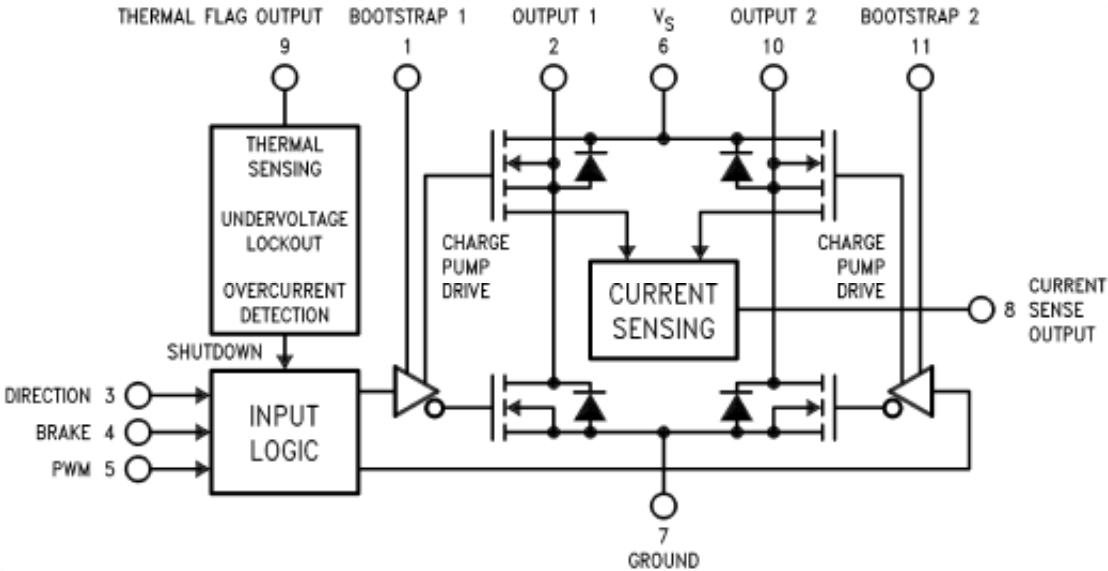 THERMAL FLAG OUTPUT
9
BOOTSTRAP 1
1
OUTPUT 1
2
VS
6
OUTPUT 2
10
BOOTSTRAP 2
11
THERMAL
SENSING
UNDERVOLTAGE
LOCKOUT
OVERCURRENT
DETECTION
SHUTDOWN
CHARGE
PUMP
DRIVE
CURRENT
SENSING
CHARGE
PUMP
DRIVE
8 CURRENT
SENSE
OUTPUT
DIRECTION 3
BRAKE 4
PWM 5
INPUT
LOGIC
7
GROUND